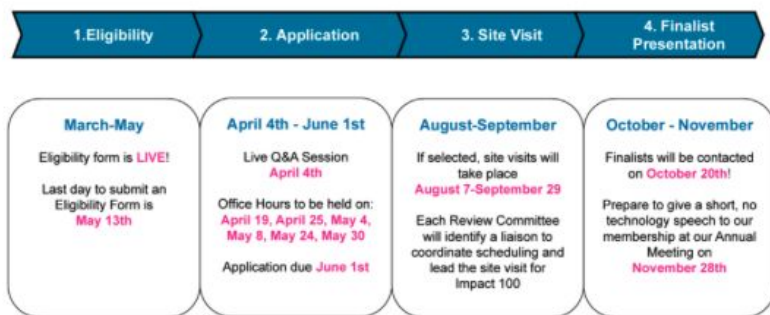 1.Eligibility
2. Application
3. Site Visit
4. Finalist
Presentation
March-May
Eligibility form is LIVE!
Last day to submit an
Eligibility Form is
May 13th
April 4th - June 1st
Live Q&A Session
April 4th
Office Hours to be held on:
April 19, April 25, May 4,
May 8, May 24, May 30
Application due June 1st
August-September
If selected, site visits will
take place
August 7-September 29
Each Review Committee
will identify a liaison to
coordinate scheduling and
lead the site visit for
Impact 100
October - November
Finalists will be contacted
on October 20th!
Prepare to give a short, no
technology speech to our
membership at our Annual
Meeting on
November 28th